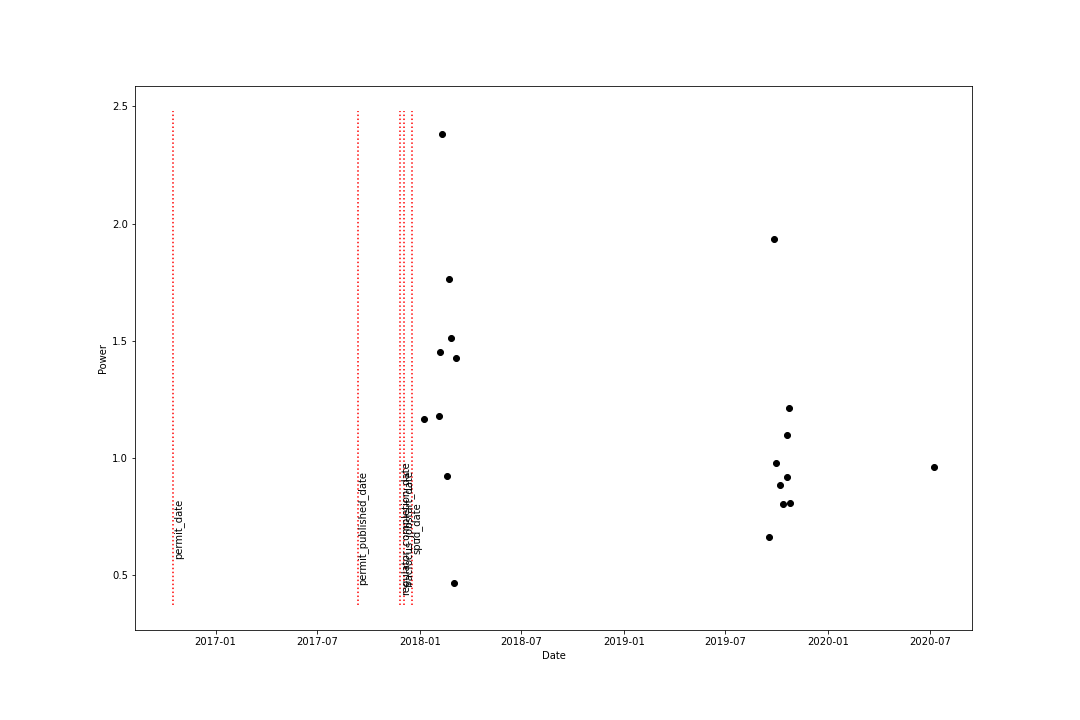 2.5
2.0
1.5
1.0
0.5
Power
permit_date
permit_published_date
regulator_completion_date
spud_date
2017-01
2017-07
2018-01
2018-07
2019-01
2019-07
2020-01
2020-07
Date